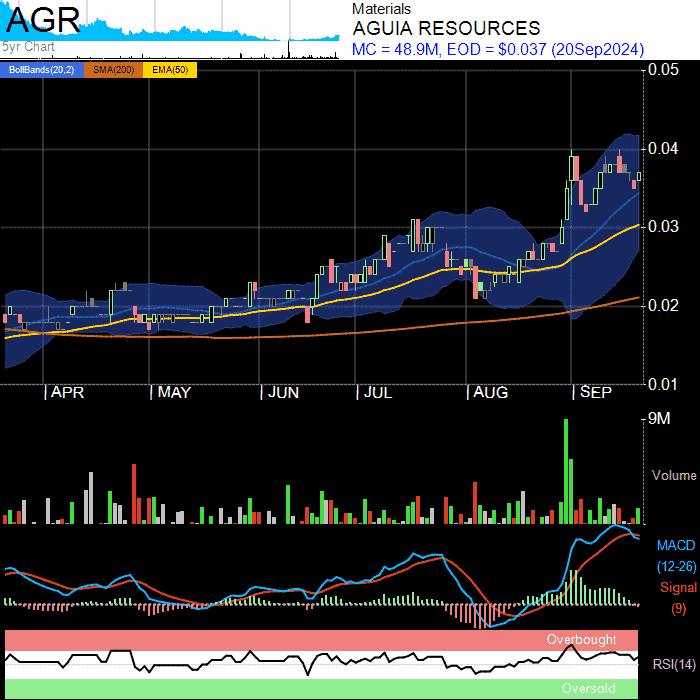 AGR
5yr Chart
Materials
AGUIA RESOURCES
MC = 48.9M, EOD = $0.037 (20Sep2024)
BollBands(20,2) SMA(200) EMA(50)
0.05
0.04
0.03
0.02
0.01
APR MAY JUN JUL AUG SEP
9M
Volume
MACD
(12-26)
Signal
(9)
Overbought
RSI(14)
Oversold